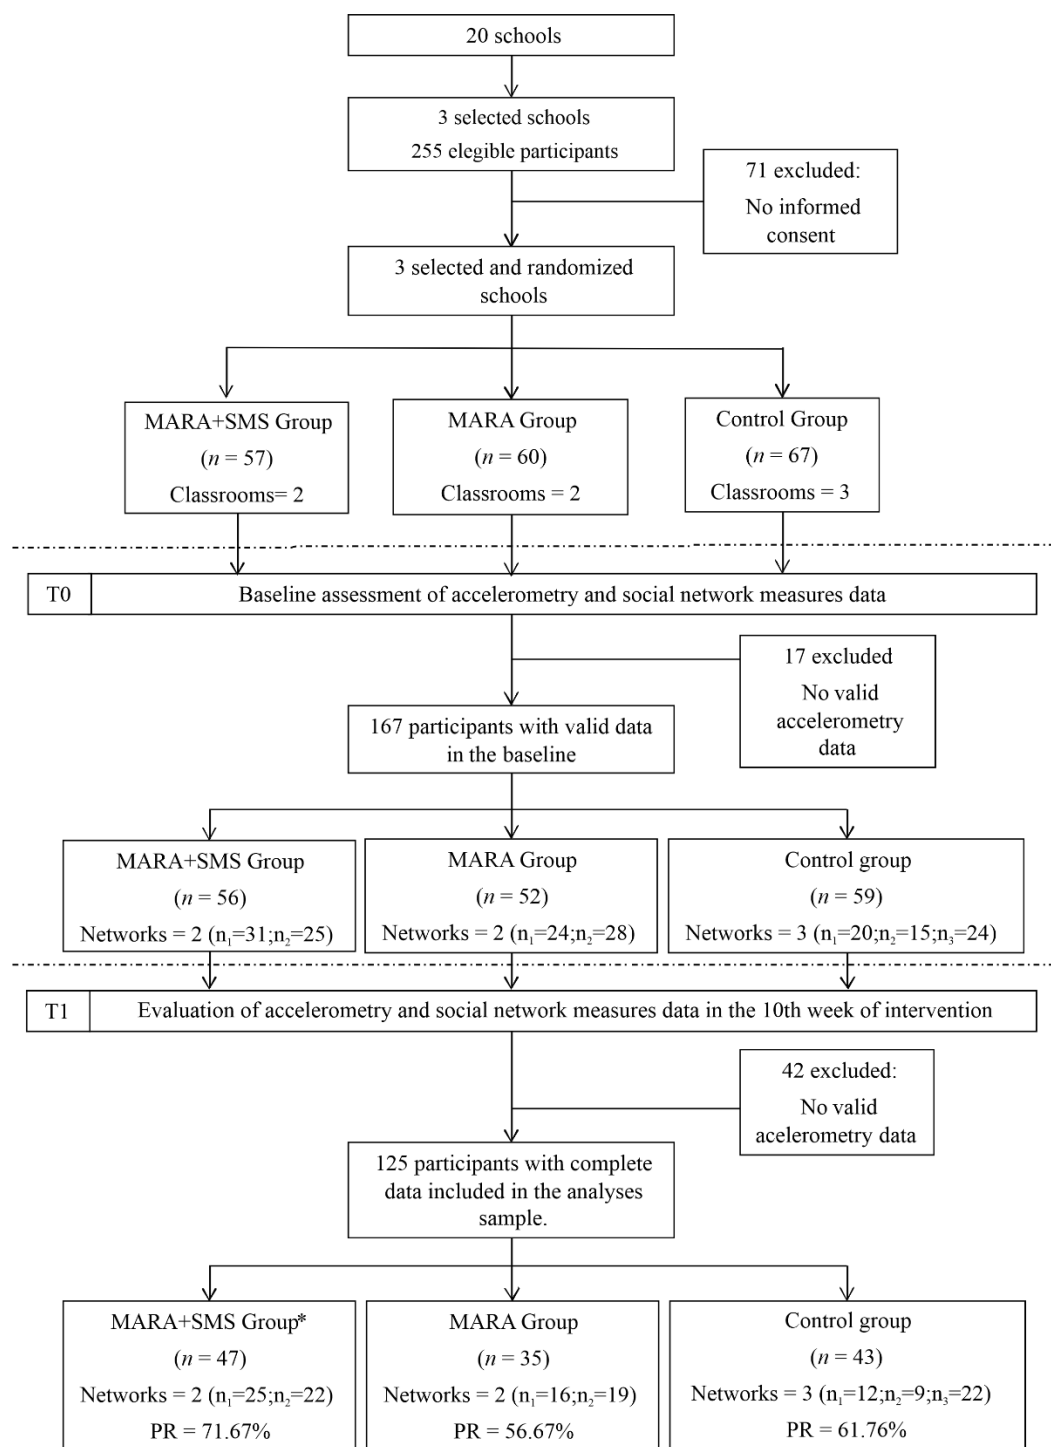 20 schools
3 selected schools
255 elegible participants
71 excluded:
No informed
consent
3 selected and randomized
schools
MARA+SMS Group
(n = 57)
Classrooms= 2
MARA Group
(n = 60)
Classrooms = 2
Control Group
(n = 67)
Classrooms = 3
T0 Baseline assessment of accelerometry and social network measures data
17 excluded
No valid
accelerometry
data
167 participants with valid data
in the baseline
MARA+SMS Group
(n = 56)
Networks = 2 (n₁=31;n₂=25)
MARA Group
(n = 52)
Networks = 2 (n₁=24;n₂=28)
Control group
(n = 59)
Networks = 3 (n₁=20;n₂=15;n₃=24)
T1 Evaluation of accelerometry and social network measures data in the 10th week of intervention
42 excluded:
No valid
acelerometry data
125 participants with complete
data included in the analyses
sample.
MARA+SMS Group*
(n = 47)
Networks = 2 (n₁=25;n₂=22)
PR = 71.67%
MARA Group
(n = 35)
Networks = 2 (n₁=16;n₂=19)
PR = 56.67%
Control group
(n = 43)
Networks = 3 (n₁=12;n₂=9;n₃=22)
PR = 61.76%